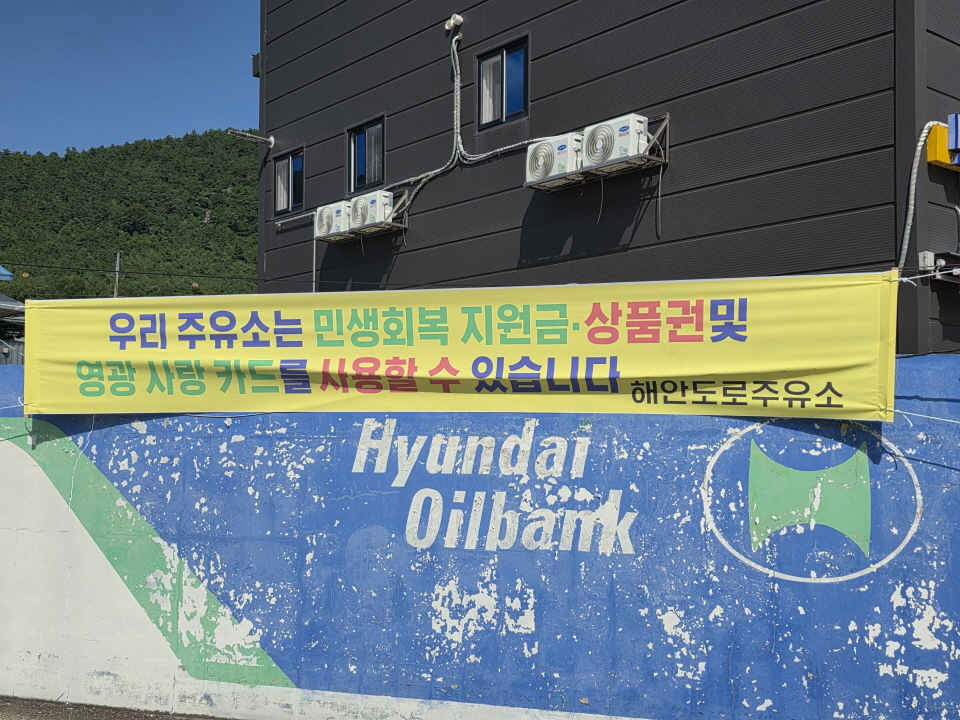 우리 주유소는 민생회복 지원금·상품권및
영광 사랑 카드를 사용할 수 있습니다
해안도로주유소
Hyundai
Oilbank